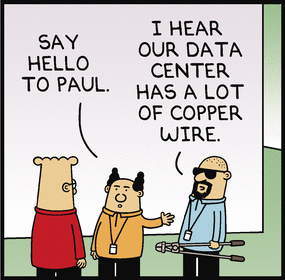 SAY
HELLO
TO PAUL.
I HEAR
OUR DATA
CENTER
HAS A LOT
OF COPPER
WIRE.